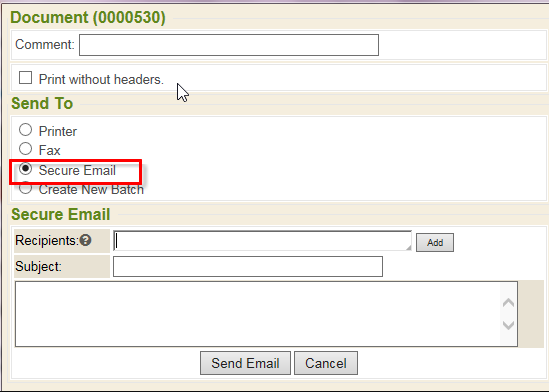 Document (0000530)
Comment:
Print without headers.
Send To
Printer
Fax
Secure Email
Create New Batch
Secure Email
Recipients:? Add
Subject:
Send Email Cancel